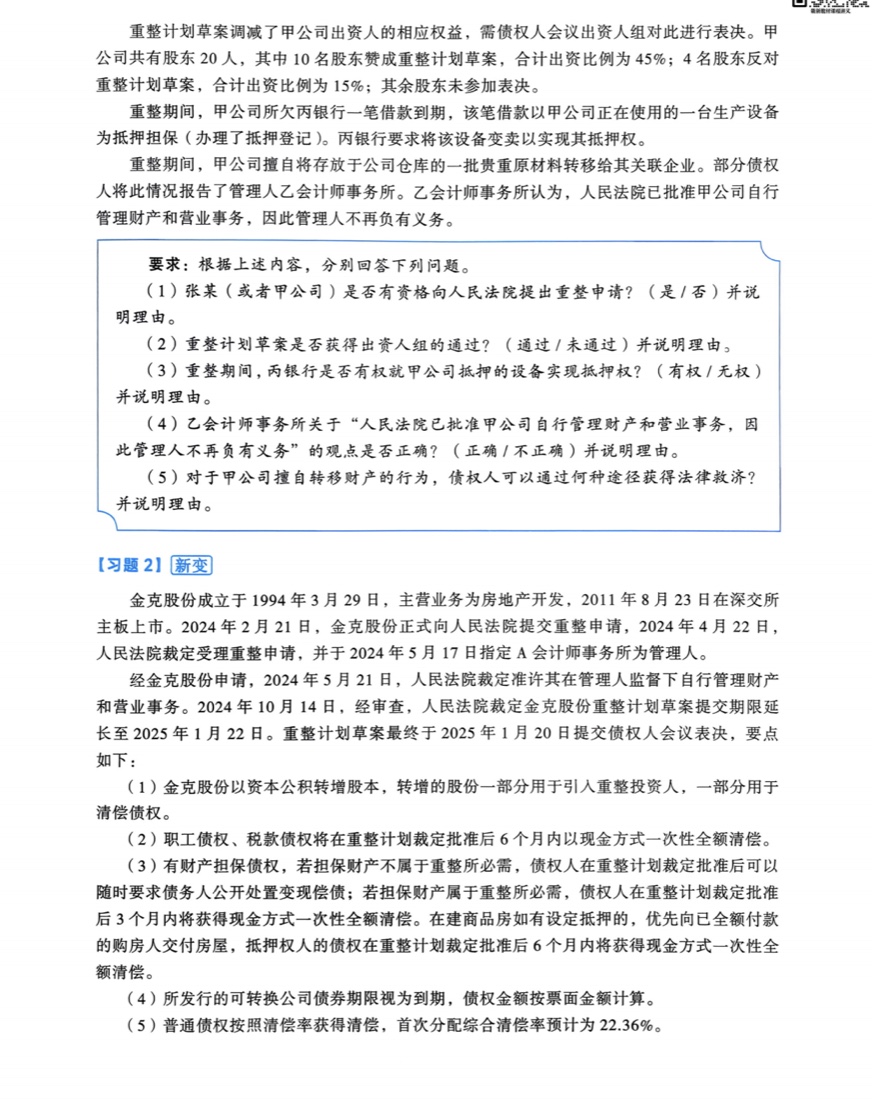 重整计划草案调减了甲公司出资人的相应权益，需债权人会议出资人组对此进行表决。甲
公司共有股东 20 人，其中 10 名股东赞成重整计划草案，合计出资比例为 45%；4 名股东反对
重整计划草案，合计出资比例为 15%；其余股东未参加表决。
重整期间，甲公司所欠丙银行一笔借款到期，该笔借款以甲公司正在使用的一台生产设备
为抵押担保（办理了抵押登记）。丙银行要求将该设备变卖以实现其抵押权。
重整期间，甲公司擅自将存放于公司仓库的一批贵重原材料转移给其关联企业。部分债权
人将此情况报告了管理人乙会计师事务所。乙会计师事务所认为，人民法院已批准甲公司自行
管理财产和营业事务，因此管理人不再负有义务。
要求：根据上述内容，分别回答下列问题。
（1）张某（或者甲公司）是否有资格向人民法院提出重整申请？（是 / 否）并说
明理由。
（2）重整计划草案是否获得出资人组的通过？（通过 / 未通过）并说明理由。
（3）重整期间，丙银行是否有权就甲公司抵押的设备实现抵押权？（有权 / 无权）
并说明理由。
（4）乙会计师事务所关于“人民法院已批准甲公司自行管理财产和营业事务，因
此管理人不再负有义务”的观点是否正确？（正确 / 不正确）并说明理由。
（5）对于甲公司擅自转移财产的行为，债权人可以通过何种途径获得法律救济？
并说明理由。
【习题 2】 新变
金克股份成立于 1994 年 3 月 29 日，主营业务为房地产开发，2011 年 8 月 23 日在深交所
主板上市。2024 年 2 月 21 日，金克股份正式向人民法院提交重整申请，2024 年 4 月 22 日，
人民法院裁定受理重整申请，并于 2024 年 5 月 17 日指定 A 会计师事务所为管理人。
经金克股份申请，2024 年 5 月 21 日，人民法院裁定准许其在管理人监督下自行管理财产
和营业事务。2024 年 10 月 14 日，经审查，人民法院裁定金克股份重整计划草案提交期限延
长至 2025 年 1 月 22 日。重整计划草案最终于 2025 年 1 月 20 日提交债权人会议表决，要点
如下：
（1）金克股份以资本公积转增股本，转增的股份一部分用于引入重整投资人，一部分用于
清偿债权。
（2）职工债权、税款债权将在重整计划裁定批准后 6 个月内以现金方式一次性全额清偿。
（3）有财产担保债权，若担保财产不属于重整所必需，债权人在重整计划裁定批准后可以
随时要求债务人公开处置变现偿债；若担保财产属于重整所必需，债权人在重整计划裁定批准
后 3 个月内将获得现金方式一次性全额清偿。在建商品房如有设定抵押的，优先向已全额付款
的购房人交付房屋，抵押权人的债权在重整计划裁定批准后 6 个月内将获得现金方式一次性全
额清偿。
（4）所发行的可转换公司债券期限视为到期，债权金额按票面金额计算。
（5）普通债权按照清偿率获得清偿，首次分配综合清偿率预计为 22.36%。